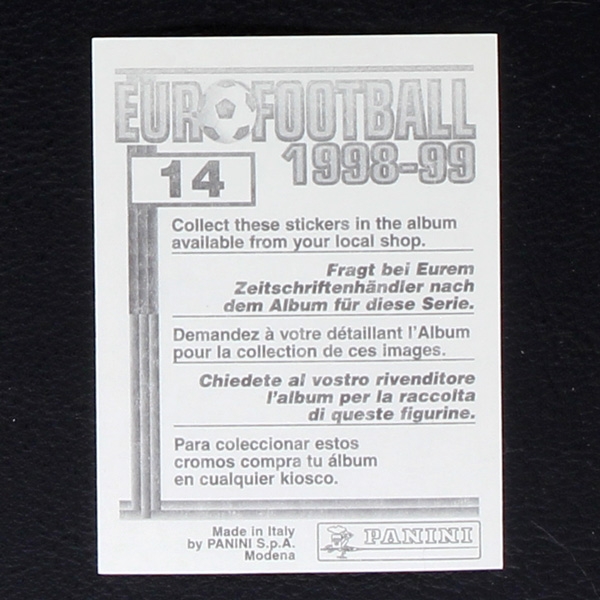 EUROFOOTBALL
1998-99
14
Collect these stickers in the album
available from your local shop.
Fragt bei Eurem
Zeitschriftenhändler nach
dem Album für diese Serie.
Demandez à votre détaillant l'Album
pour la collection de ces images.
Chiedete al vostro rivenditore
l'album per la raccolta
di queste figurine.
Para coleccionar estos
cromos compra tu álbum
en cualquier kiosco.
Made in Italy
by PANINI S.p.A.
Modena
PANINI